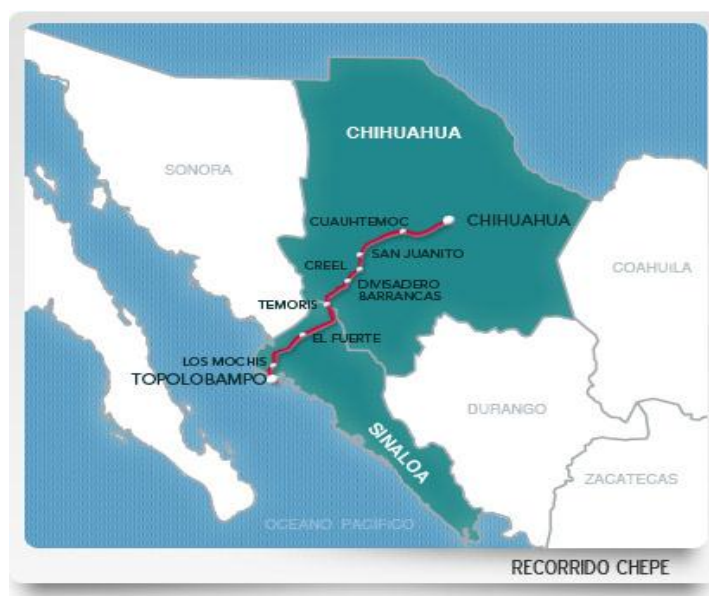 CHIHUAHUA
SONORA
CUAUHTEMOC
CHIHUAHUA
SAN JUANITO
CREEL
COAHUILA
DIVISADERO
BARRANCAS
TEMORIS
EL FUERTE
LOS MOCHIS
TOPOLOBAMPO
DURANGO
SINALOA
ZACATECAS
OCEANO PACIFICO
RECORRIDO CHEPE